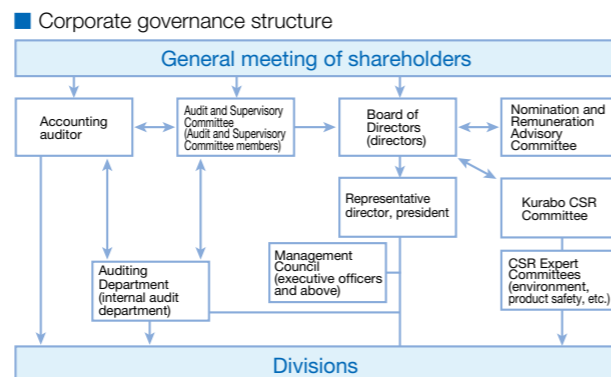 Corporate governance structure
General meeting of shareholders
Accounting
auditor
Audit and Supervisory
Committee
(Audit and Supervisory
Committee members)
Board of
Directors
(directors)
Nomination and
Remuneration
Advisory
Committee
Representative
director, president
Kurabo CSR
Committee
Management
Council
(executive officers
and above)
CSR Expert
Committees
(environment,
product safety, etc.)
Auditing
Department
(internal audit
department)
Divisions